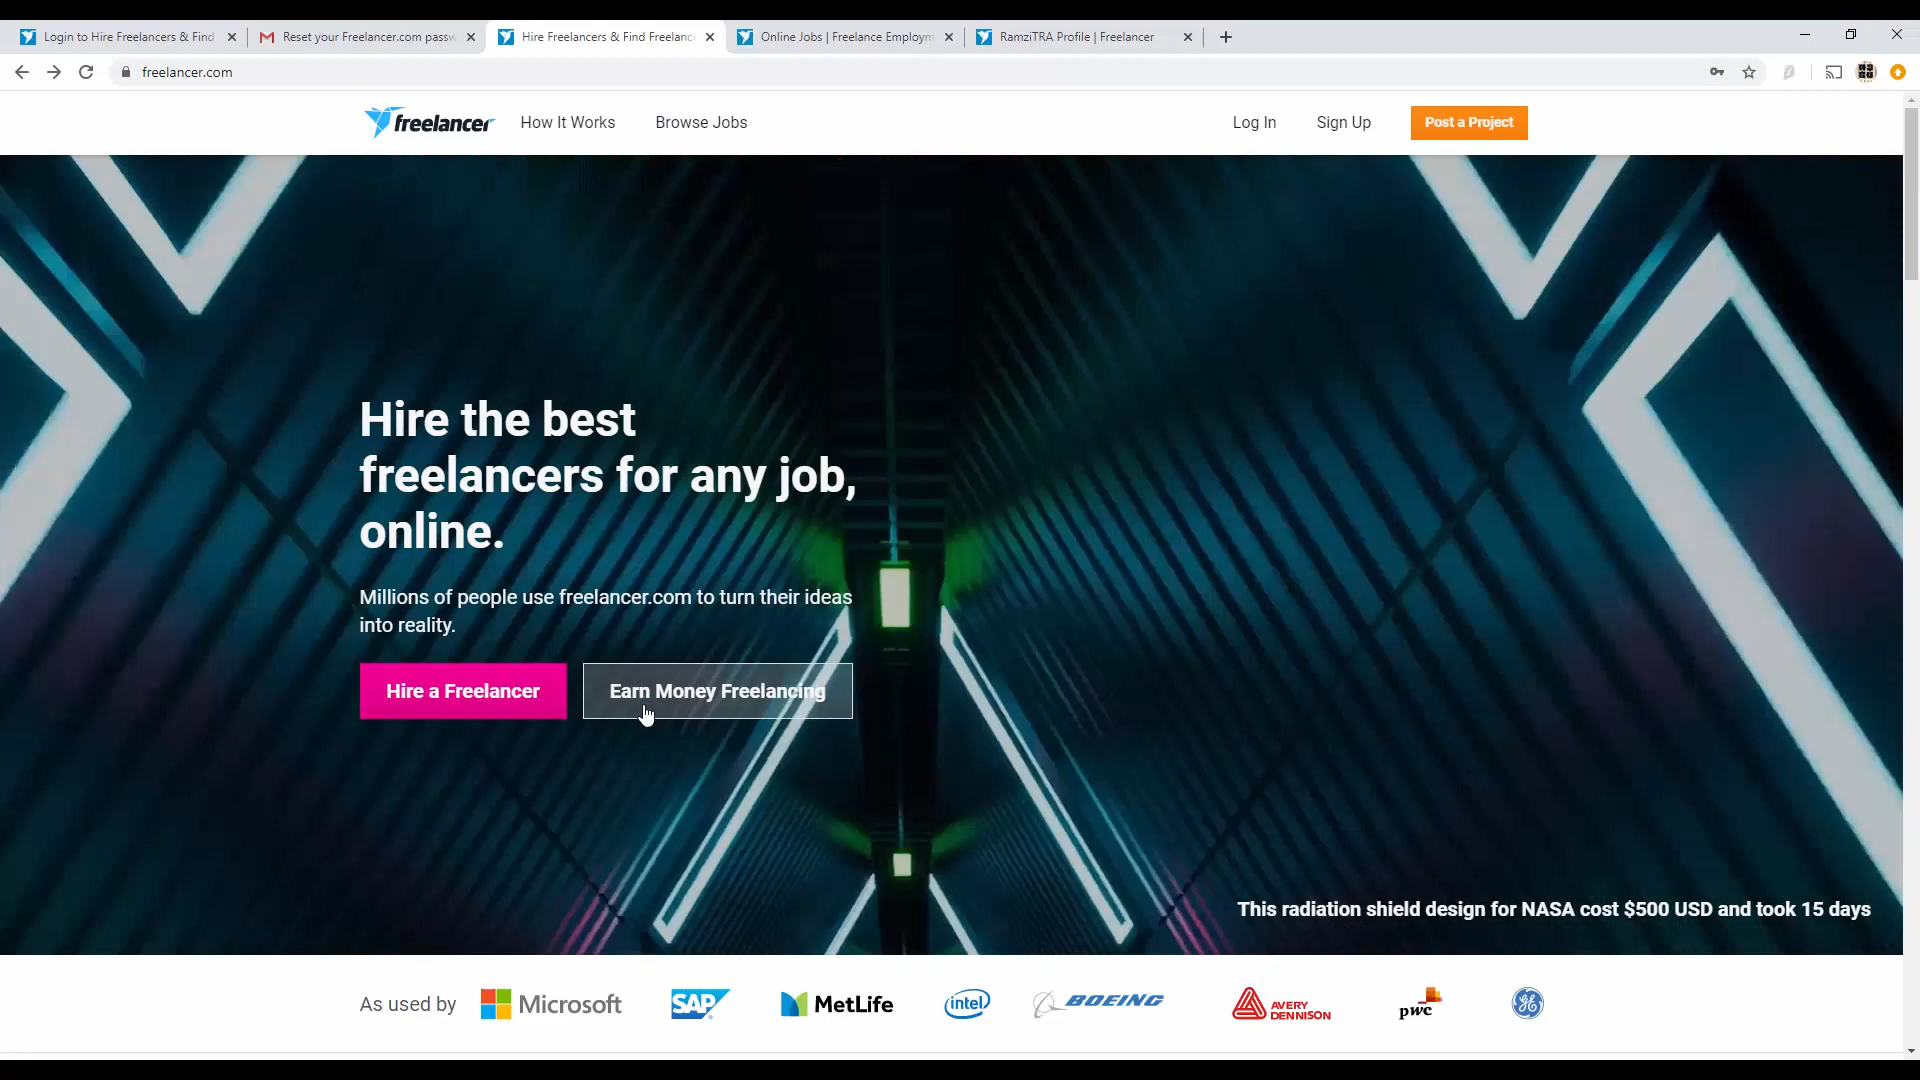 Login to Hire Freelancers & Find
Reset your Freelancer.com passw
Hire Freelancers & Find Freelanc
Online Jobs | Freelance Employm
RamziTRA Profile | Freelancer
freelancer.com
freelancer
How It Works
Browse Jobs
Log In
Sign Up
Post a Project
Hire the best
freelancers for any job,
online.
Millions of people use freelancer.com to turn their ideas
into reality.
Hire a Freelancer
Earn Money Freelancing
This radiation shield design for NASA cost $500 USD and took 15 days
As used by
Microsoft
SAP
MetLife
intel
BOEING
AVERY
DENNISON
pwc
GE